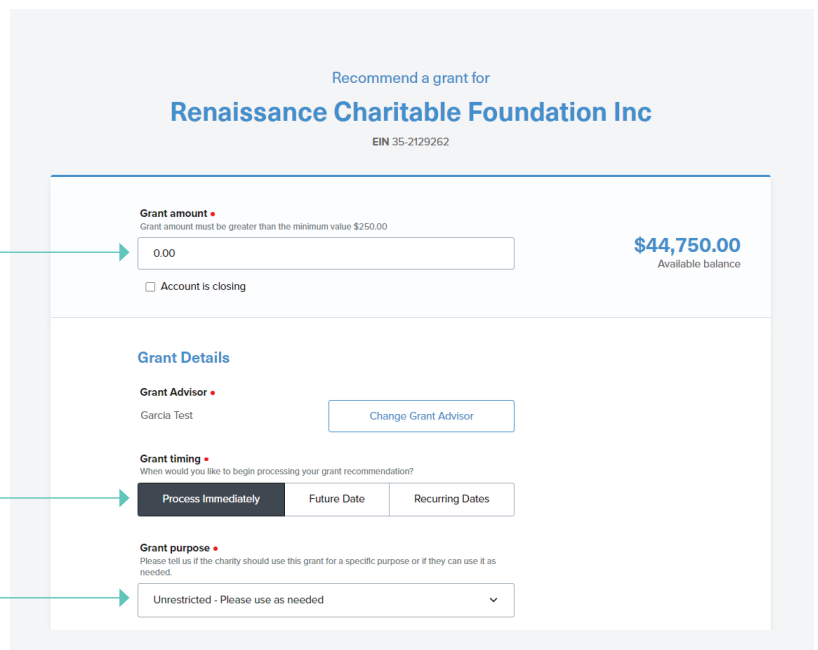 Recommend a grant for
Renaissance Charitable Foundation Inc
EIN 35-2129262
Grant amount •
Grant amount must be greater than the minimum value $250.00
0.00
$44,750.00
Available balance
Account is closing
Grant Details
Grant Advisor •
Garcia Test
Change Grant Advisor
Grant timing •
When would you like to begin processing your grant recommendation?
Process Immediately Future Date Recurring Dates
Grant purpose •
Please tell us if the charity should use this grant for a specific purpose or if they can use it as
needed.
Unrestricted - Please use as needed